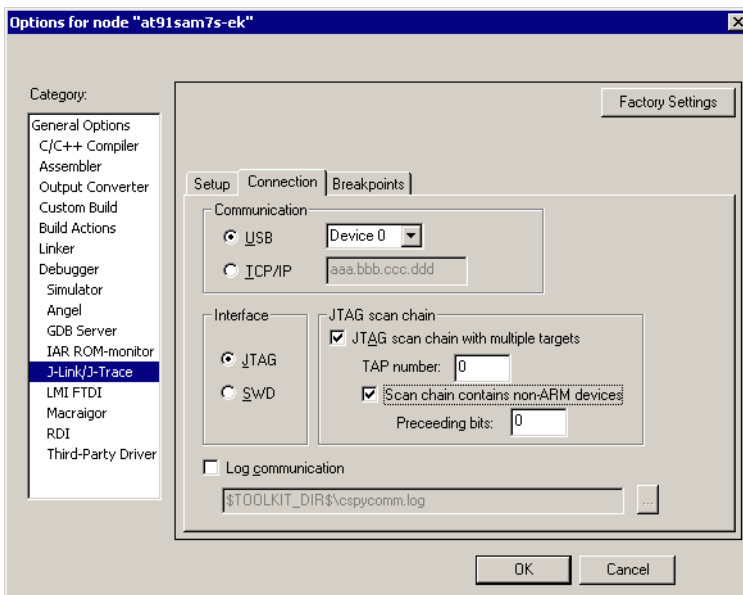 Options for node "at91sam7s-ek"
Category:
General Options
C/C++ Compiler
Assembler
Output Converter
Custom Build
Build Actions
Linker
Debugger
Simulator
Angel
GDB Server
IAR ROM-monitor
J-Link/J-Trace
LMI FTDI
Macraigor
RDI
Third-Party Driver
Factory Settings
Setup Connection Breakpoints
Communication
USB Device 0
TCP/IP aaa.bbb.ccc.ddd
Interface
JTAG
SWD
JTAG scan chain
JTAG scan chain with multiple targets
TAP number: 0
Scan chain contains non-ARM devices
Preceeding bits: 0
Log communication
$TOOLKIT_DIR$\cspycomm.log ...
OK Cancel